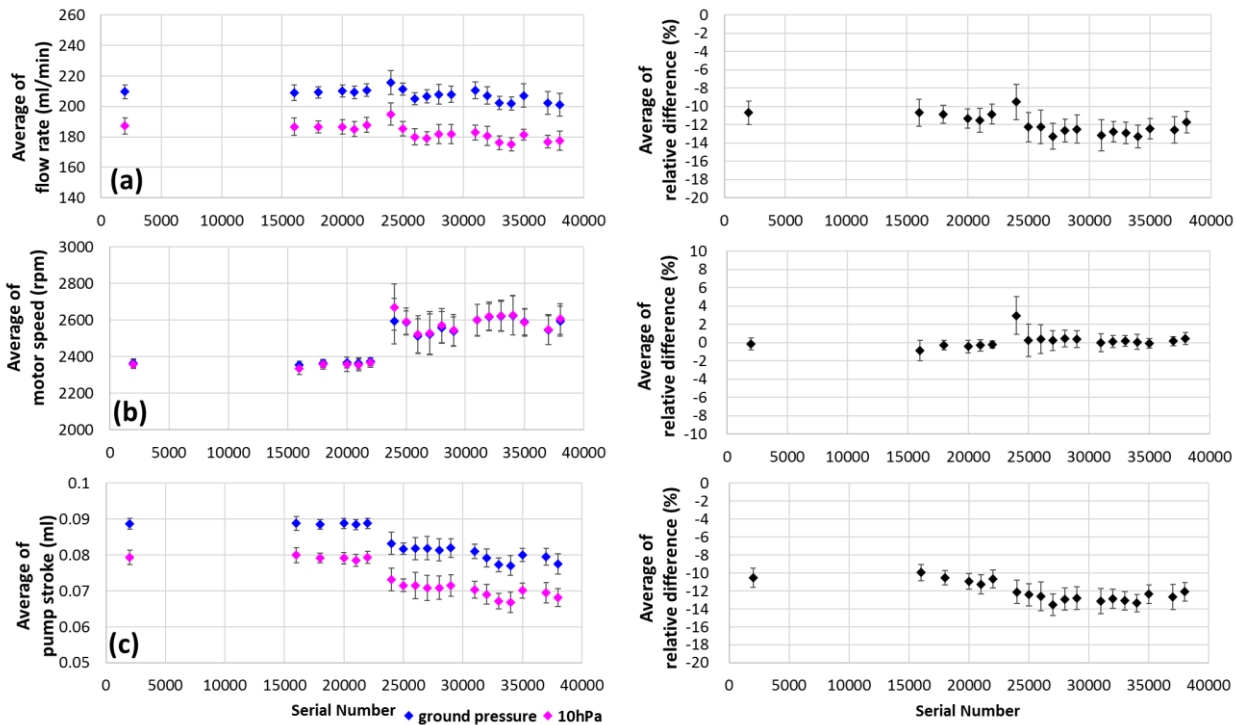 Average of
flow rate (ml/min)
260
240
220
200
180
160
140
(a)
0 5000 10000 15000 20000 25000 30000 35000 40000
Average of
relative difference (%)
0
-2
-4
-6
-8
-10
-12
-14
-16
-18
-20
0 5000 10000 15000 20000 25000 30000 35000 40000
Average of
motor speed (rpm)
3000
2800
2600
2400
2200
2000
(b)
0 5000 10000 15000 20000 25000 30000 35000 40000
Average of
relative difference (%)
10
8
6
4
2
0
-2
-4
-6
-8
-10
0 5000 10000 15000 20000 25000 30000 35000 40000
Average of
pump stroke (ml)
0.1
0.09
0.08
0.07
0.06
0.05
(c)
0 5000 10000 15000 20000 25000 30000 35000 40000
Serial Number
ground pressure 10hPa
Average of
relative difference (%)
0
-2
-4
-6
-8
-10
-12
-14
-16
-18
-20
0 5000 10000 15000 20000 25000 30000 35000 40000
Serial Number